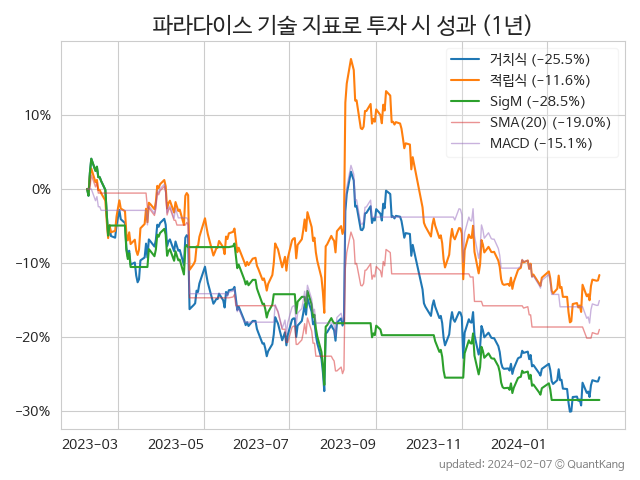 파라다이스 기술 지표로 투자 시 성과 (1년)
거치식 (−25.5%)
적립식 (−11.6%)
SigM (−28.5%)
SMA(20) (−19.0%)
MACD (−15.1%)
10%
0%
−10%
−20%
−30%
2023−03 2023−05 2023−07 2023−09 2023−11 2024−01
updated: 2024−02−07 © QuantKang